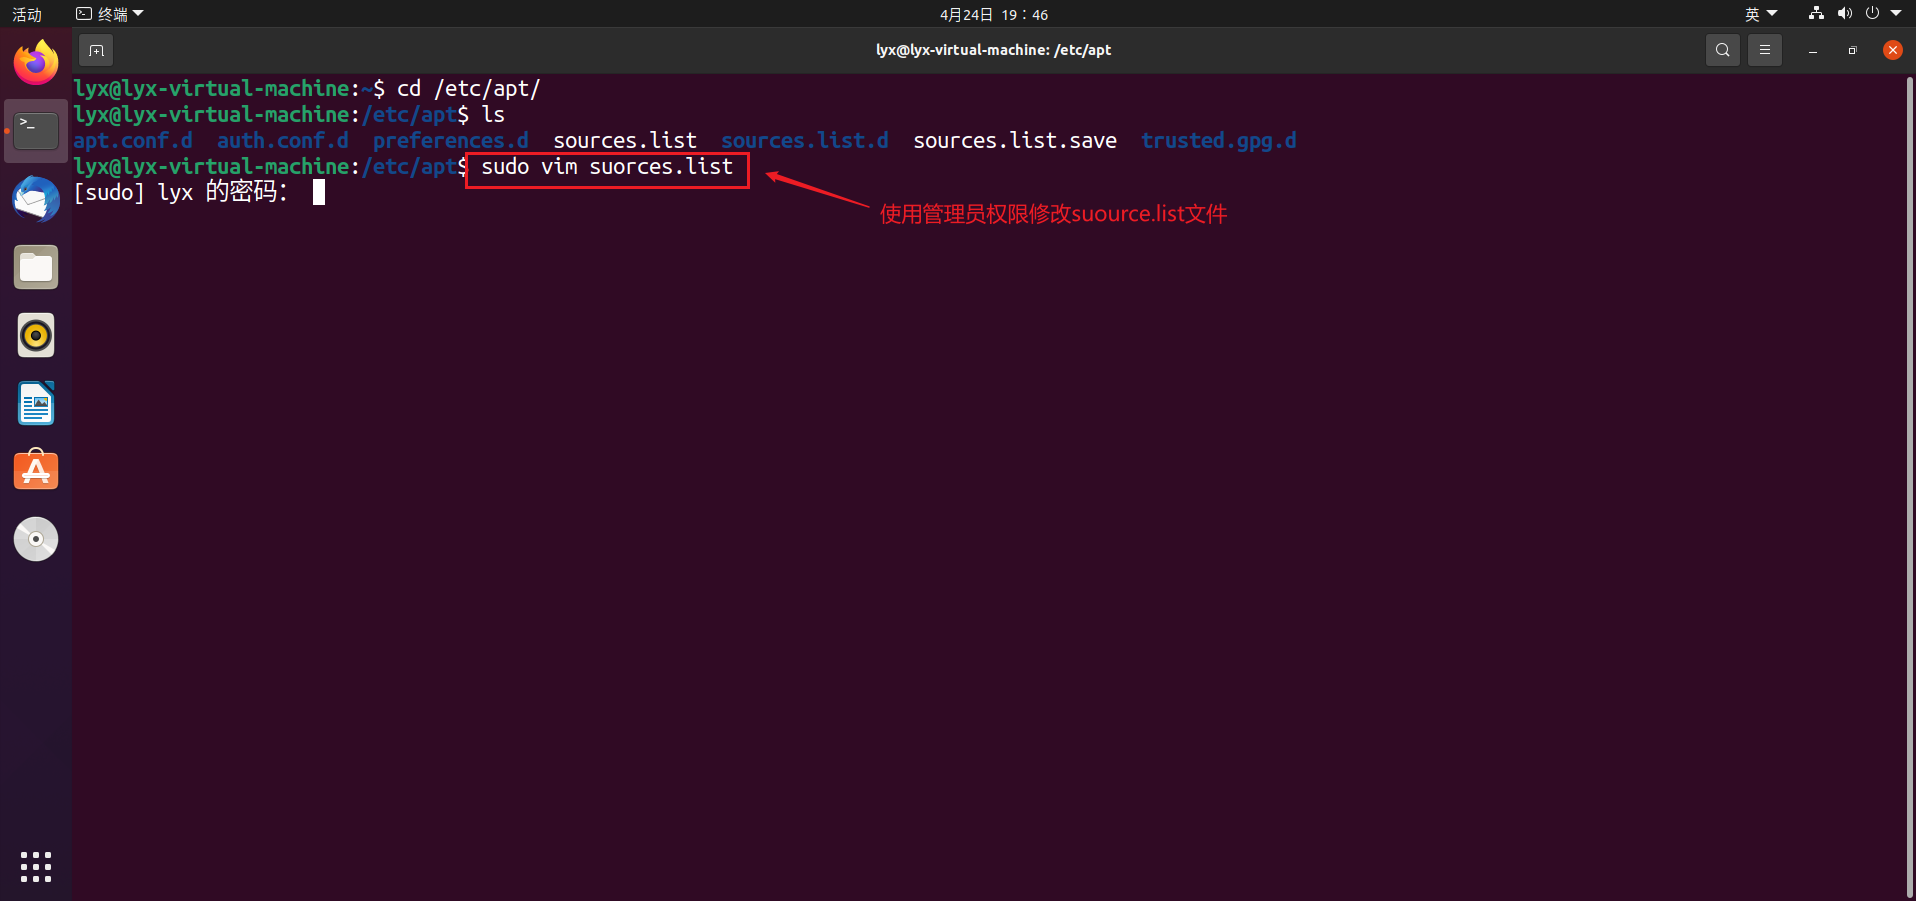 活动 终端 4月24日 19：46 英
lyx@lyx-virtual-machine: /etc/apt
lyx@lyx-virtual-machine:~$ cd /etc/apt/
lyx@lyx-virtual-machine:/etc/apt$ ls
apt.conf.d auth.conf.d preferences.d sources.list sources.list.d sources.list.save trusted.gpg.d
lyx@lyx-virtual-machine:/etc/apt$ sudo vim suorces.list
[sudo] lyx 的密码：
使用管理员权限修改suource.list文件